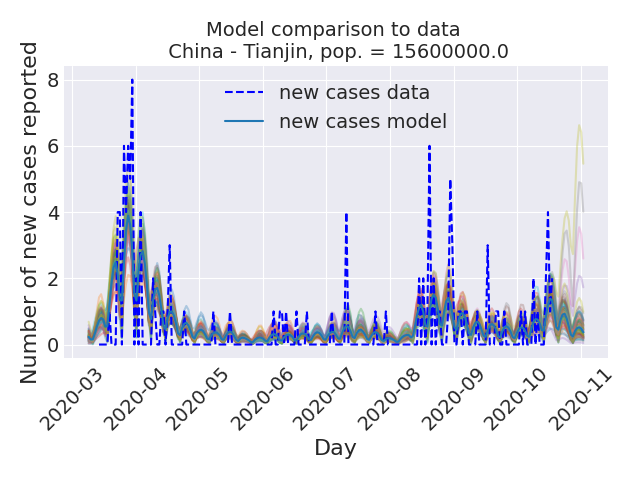 Model comparison to data
China - Tianjin, pop. = 15600000.0
Number of new cases reported
8
6
4
2
0
new cases data
new cases model
2020-03
2020-04
2020-05
2020-06
2020-07
2020-08
2020-09
2020-10
2020-11
Day